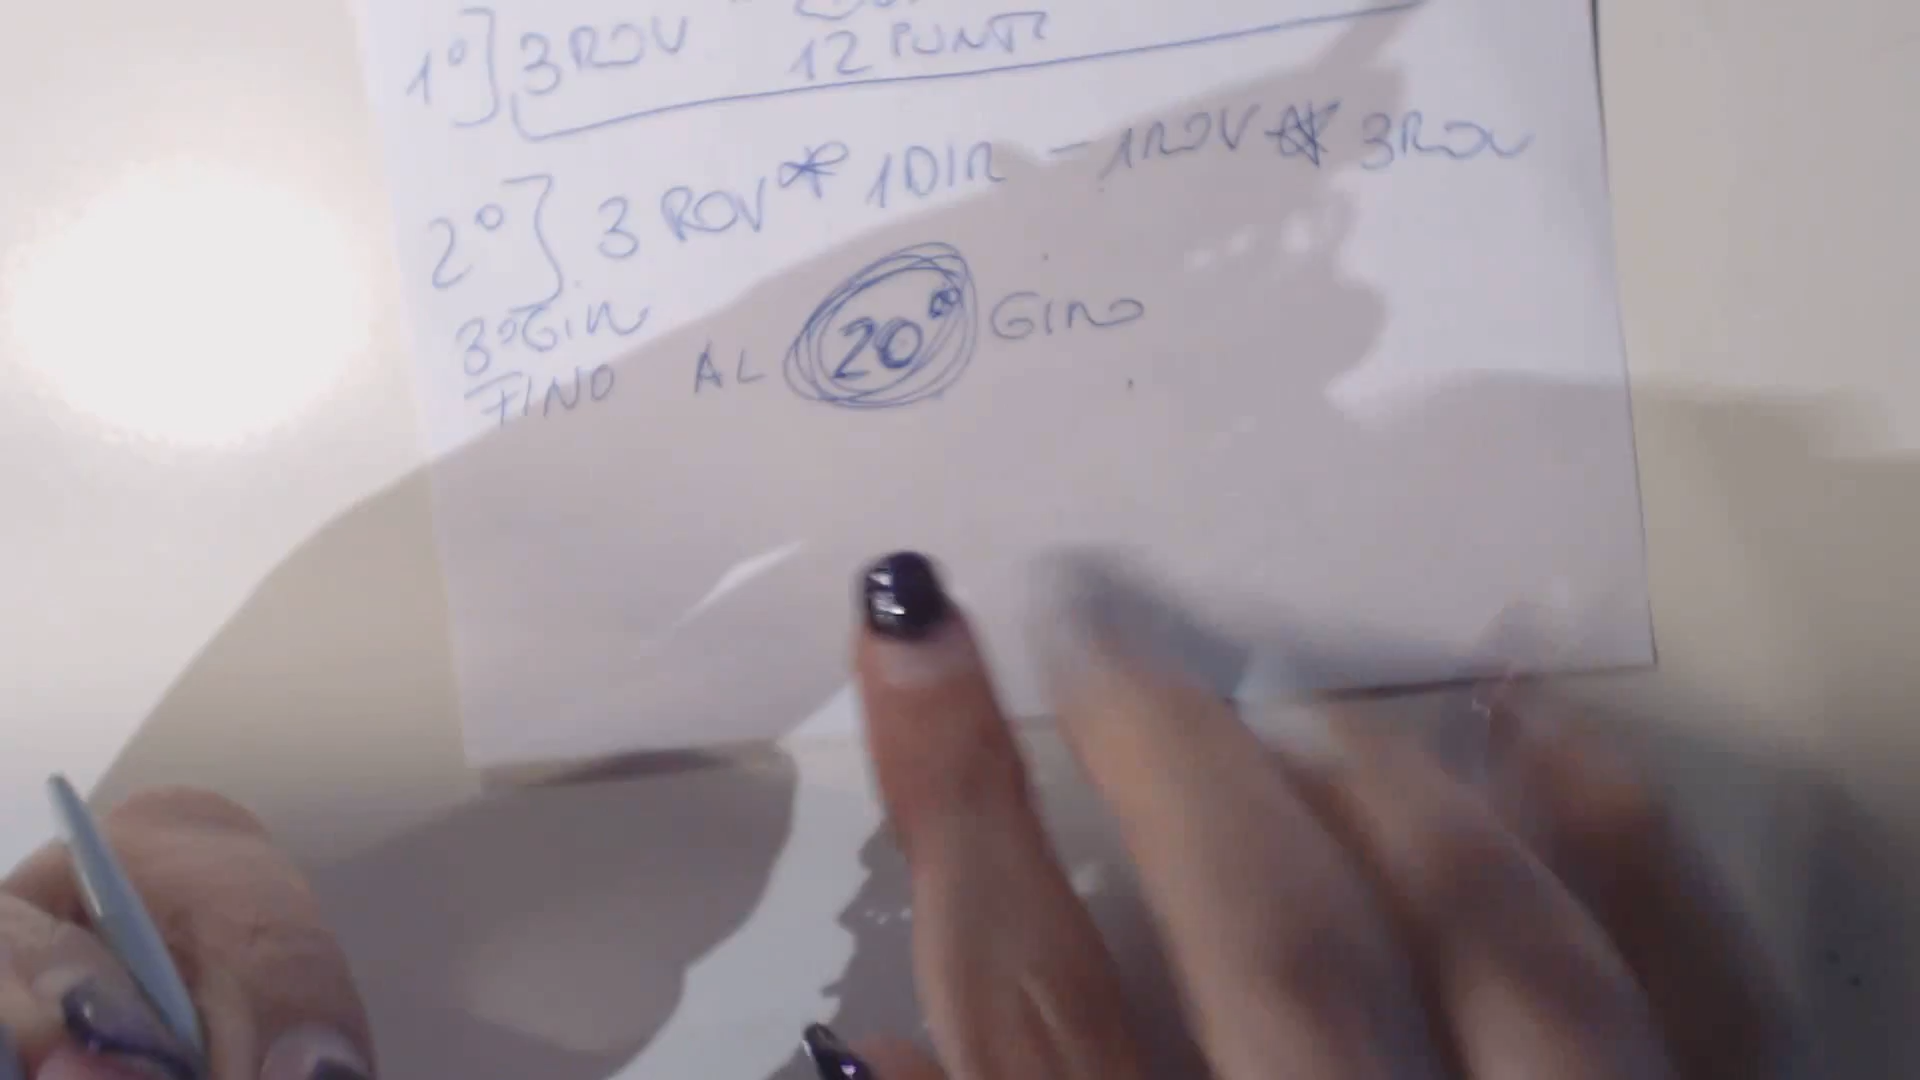 1°] 3 ROV
12 PUNTI
2°} 3 ROV * 1 DIR - 1 ROV * 3 ROV
3° GIR
FINO AL 20° GIRO